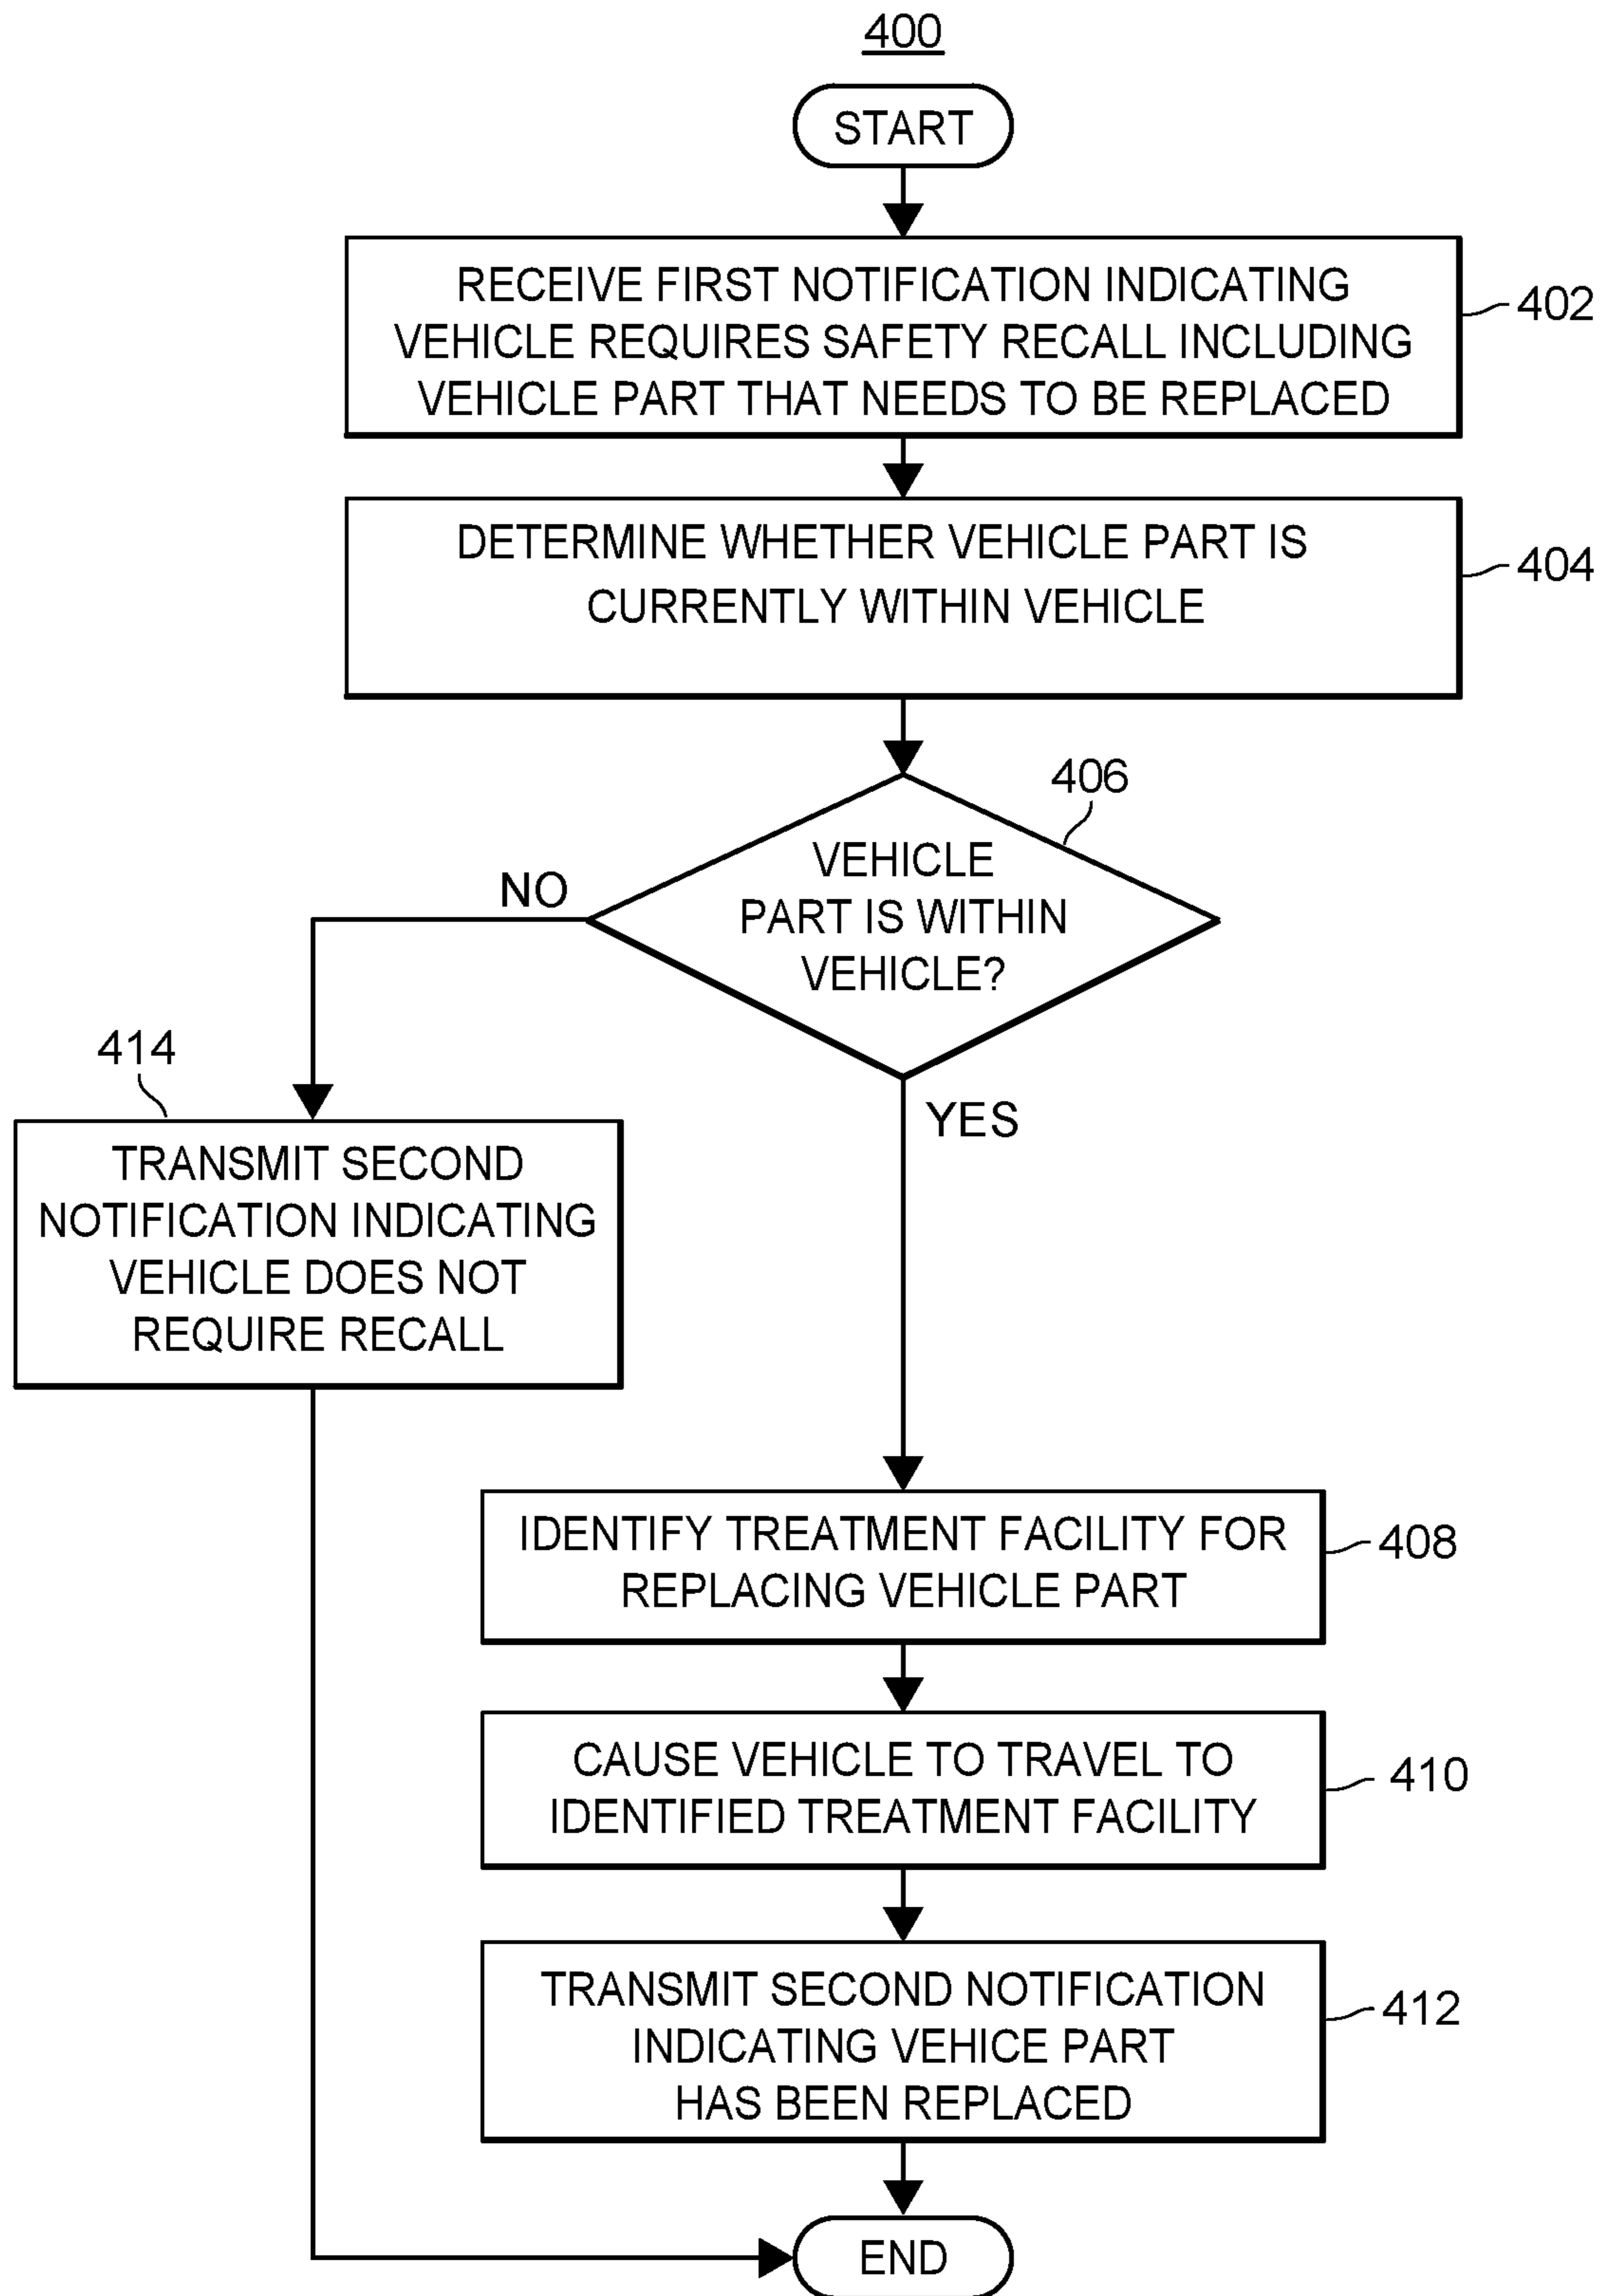 400
START
RECEIVE FIRST NOTIFICATION INDICATING
VEHICLE REQUIRES SAFETY RECALL INCLUDING
VEHICLE PART THAT NEEDS TO BE REPLACED
402
DETERMINE WHETHER VEHICLE PART IS
CURRENTLY WITHIN VEHICLE
404
406
VEHICLE
PART IS WITHIN
VEHICLE?
NO
YES
414
TRANSMIT SECOND
NOTIFICATION INDICATING
VEHICLE DOES NOT
REQUIRE RECALL
IDENTIFY TREATMENT FACILITY FOR
REPLACING VEHICLE PART
408
CAUSE VEHICLE TO TRAVEL TO
IDENTIFIED TREATMENT FACILITY
410
TRANSMIT SECOND NOTIFICATION
INDICATING VEHICE PART
HAS BEEN REPLACED
412
END